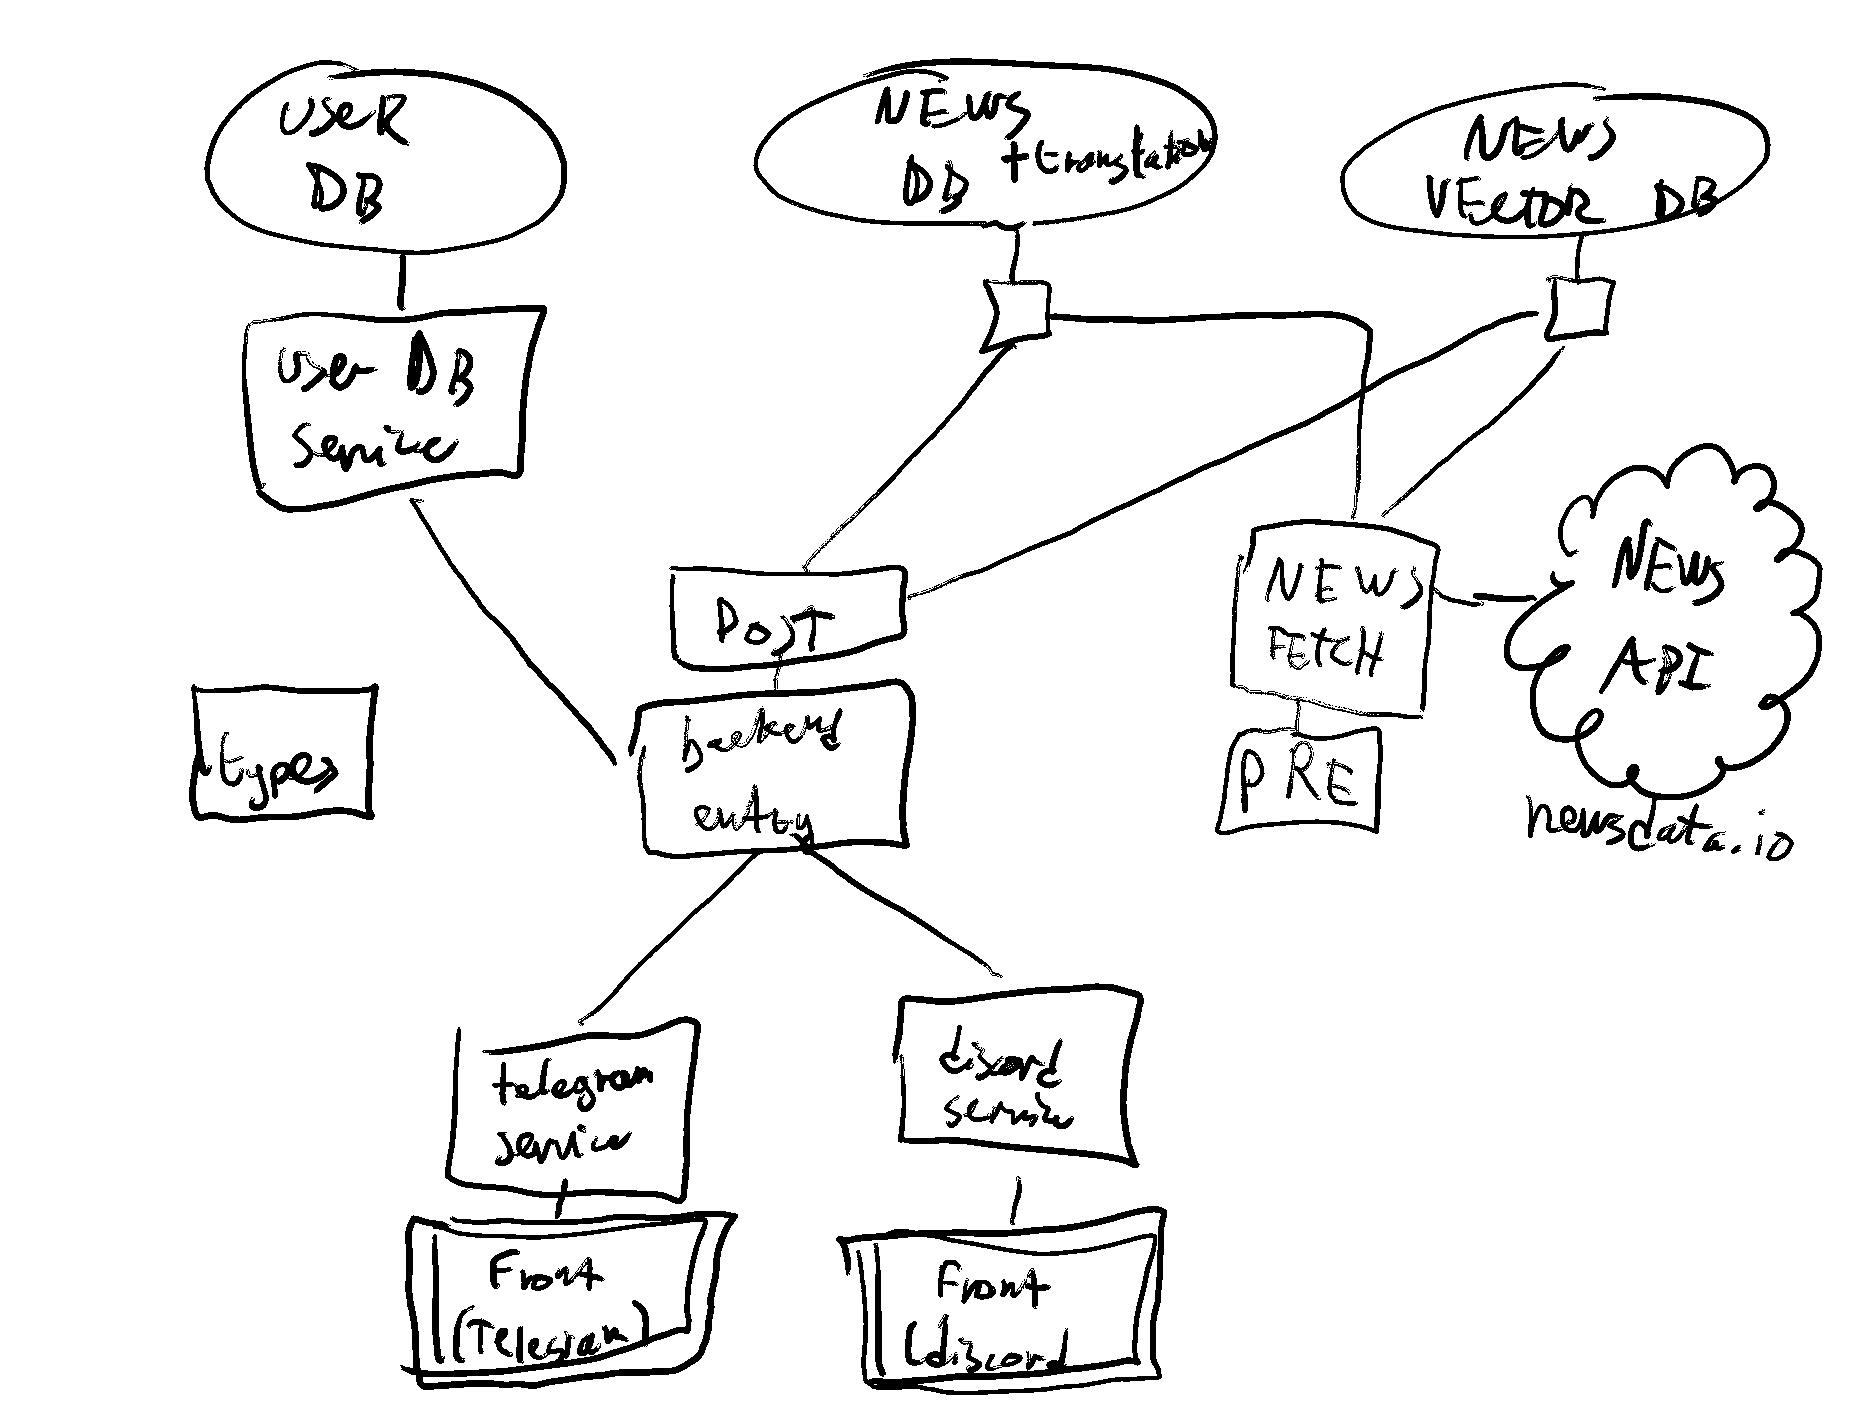 USER
DB
NEWS
DB +translation
NEWS
VECTOR DB
User DB
Service
POST
NEWS
FETCH
NEWS
API
types
backend
entry
PRE
newsdata.io
telegram
service
discord
service
Front
(Telegram)
Front
(discord